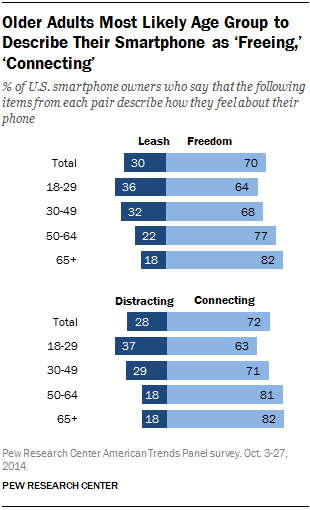 Older Adults Most Likely Age Group to
Describe Their Smartphone as ‘Freeing,’
‘Connecting’
% of U.S. smartphone owners who say that the following
items from each pair describe how they feel about their
phone
Leash Freedom
Total 30 70
18-29 36 64
30-49 32 68
50-64 22 77
65+ 18 82
Distracting Connecting
Total 28 72
18-29 37 63
30-49 29 71
50-64 18 81
65+ 18 82
Pew Research Center American Trends Panel survey. Oct. 3-27,
2014.
PEW RESEARCH CENTER